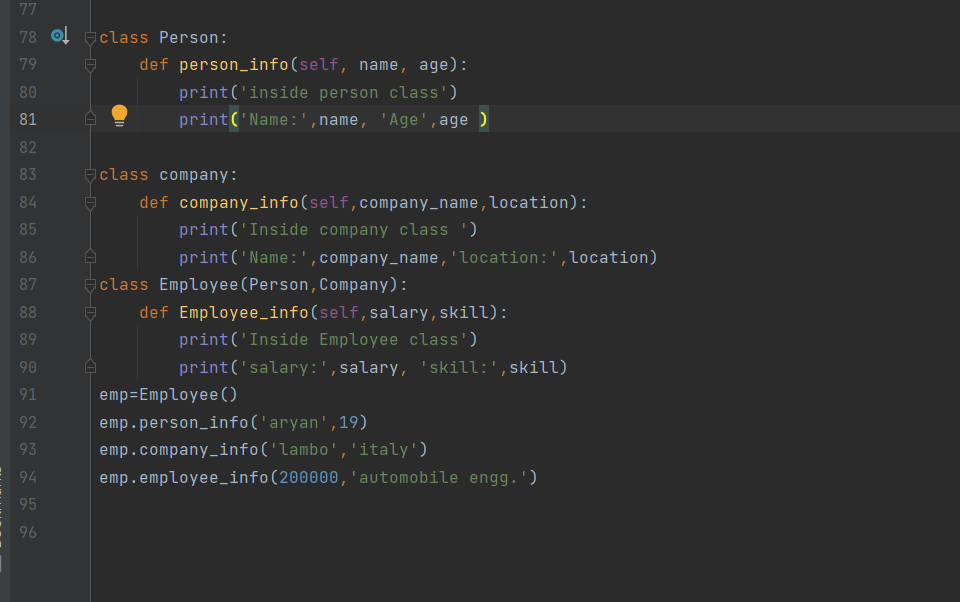 77
78 class Person:
79 def person_info(self, name, age):
80 print('inside person class')
81 print('Name:',name, 'Age',age )
82
83 class company:
84 def company_info(self,company_name,location):
85 print('Inside company class ')
86 print('Name:',company_name,'location:',location)
87 class Employee(Person,Company):
88 def Employee_info(self,salary,skill):
89 print('Inside Employee class')
90 print('salary:',salary, 'skill:',skill)
91 emp=Employee()
92 emp.person_info('aryan',19)
93 emp.company_info('lambo','italy')
94 emp.employee_info(200000,'automobile engg.')
95
96